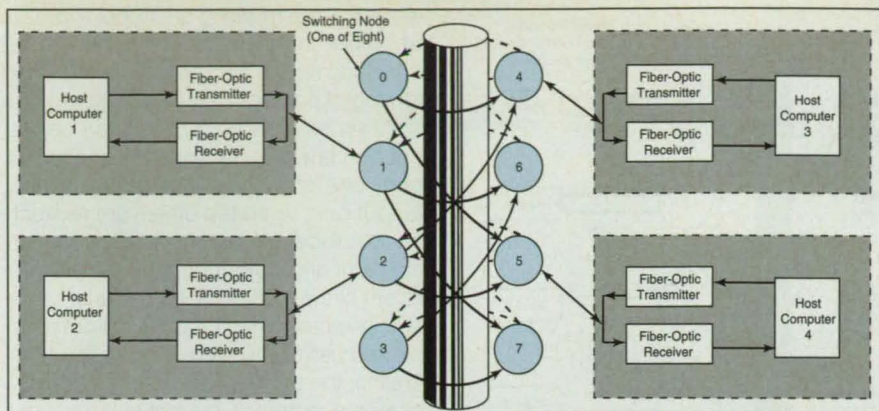 Switching Node
(One of Eight)
Host
Computer
1
Fiber-Optic
Transmitter
Fiber-Optic
Receiver
Host
Computer
2
Fiber-Optic
Transmitter
Fiber-Optic
Receiver
0
1
2
3
4
6
5
7
Fiber-Optic
Transmitter
Fiber-Optic
Receiver
Host
Computer
3
Fiber-Optic
Transmitter
Fiber-Optic
Receiver
Host
Computer
4